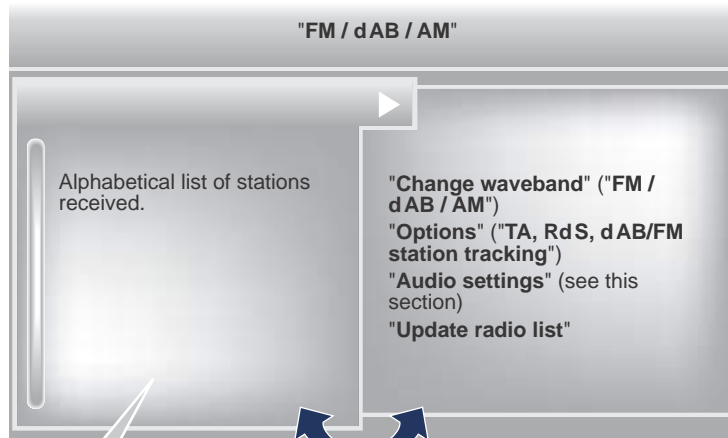 "FM / dAB / AM"
Alphabetical list of stations
received.
"Change waveband" ("FM /
dAB / AM")
"Options" ("TA, RdS, dAB/FM
station tracking")
"Audio settings" (see this
section)
"Update radio list"